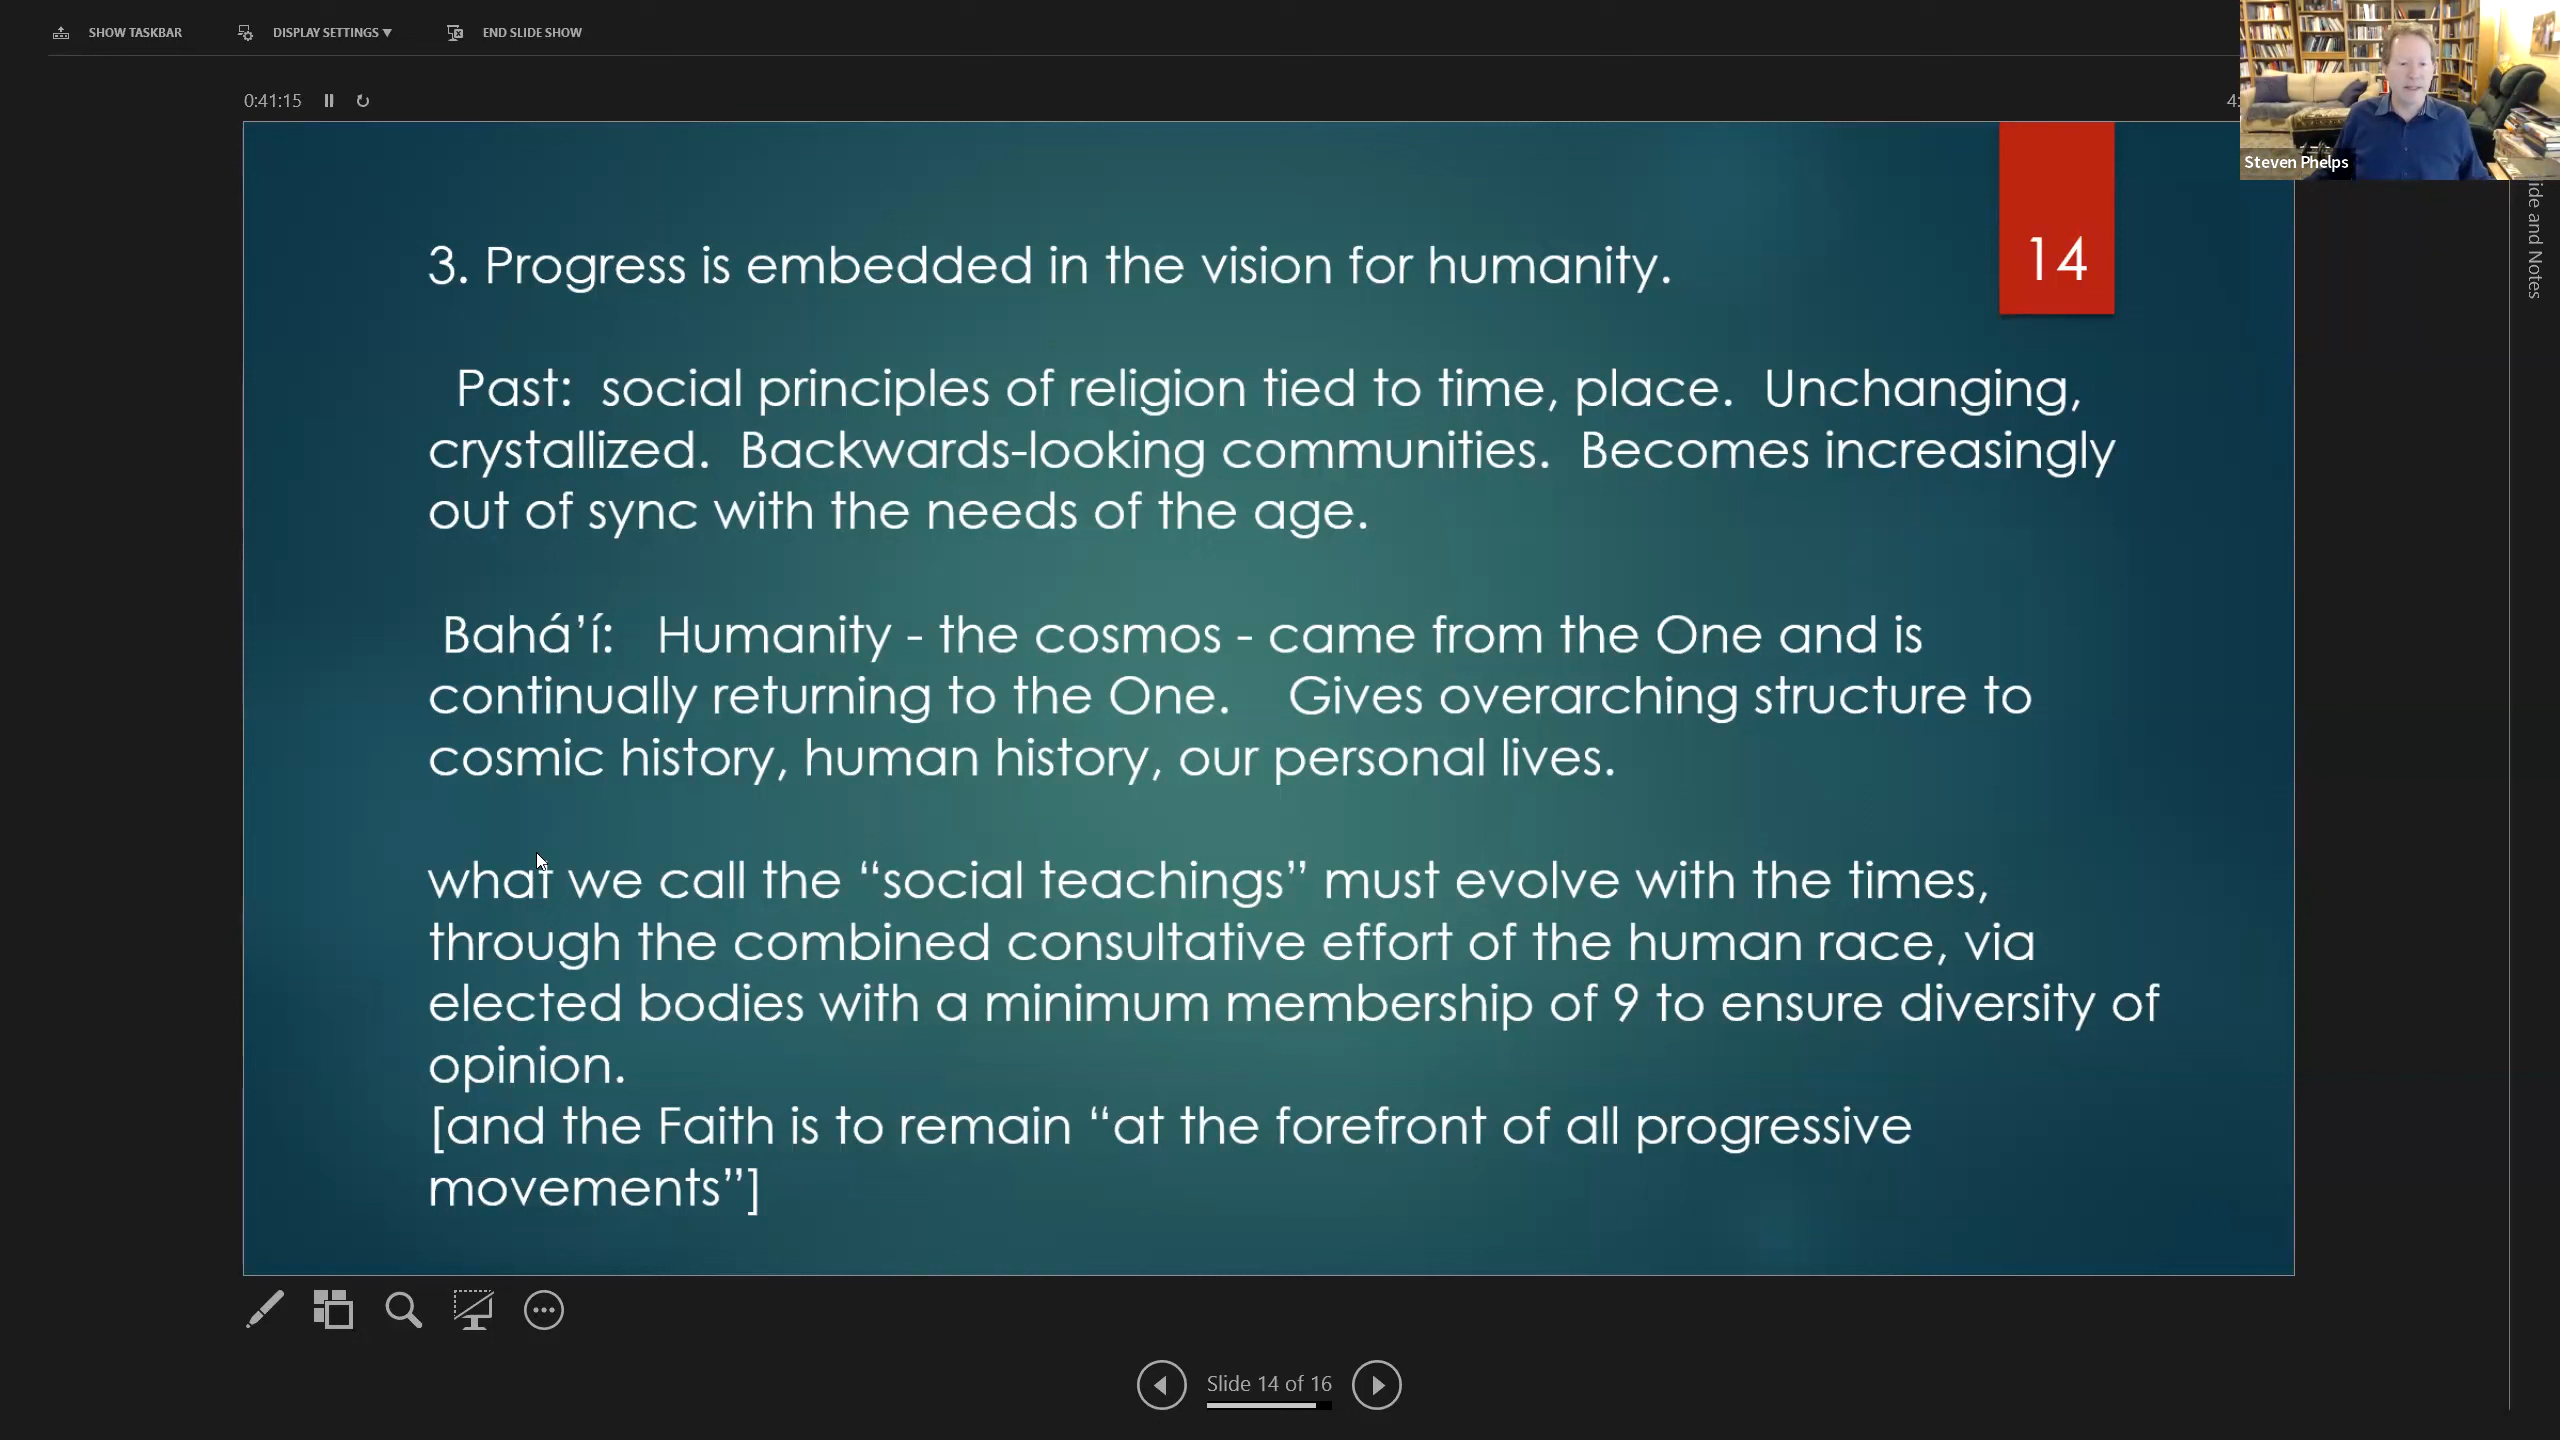 SHOW TASKBAR
DISPLAY SETTINGS ▼
END SLIDE SHOW
0:41:15
4:
Steven Phelps
ide and Notes
14
3. Progress is embedded in the vision for humanity.
Past:  social principles of religion tied to time, place.  Unchanging,
crystallized.  Backwards-looking communities.  Becomes increasingly
out of sync with the needs of the age.
Bahá’í:   Humanity - the cosmos - came from the One and is
continually returning to the One.    Gives overarching structure to
cosmic history, human history, our personal lives.
what we call the “social teachings” must evolve with the times,
through the combined consultative effort of the human race, via
elected bodies with a minimum membership of 9 to ensure diversity of
opinion.
[and the Faith is to remain “at the forefront of all progressive
movements”]
Slide 14 of 16